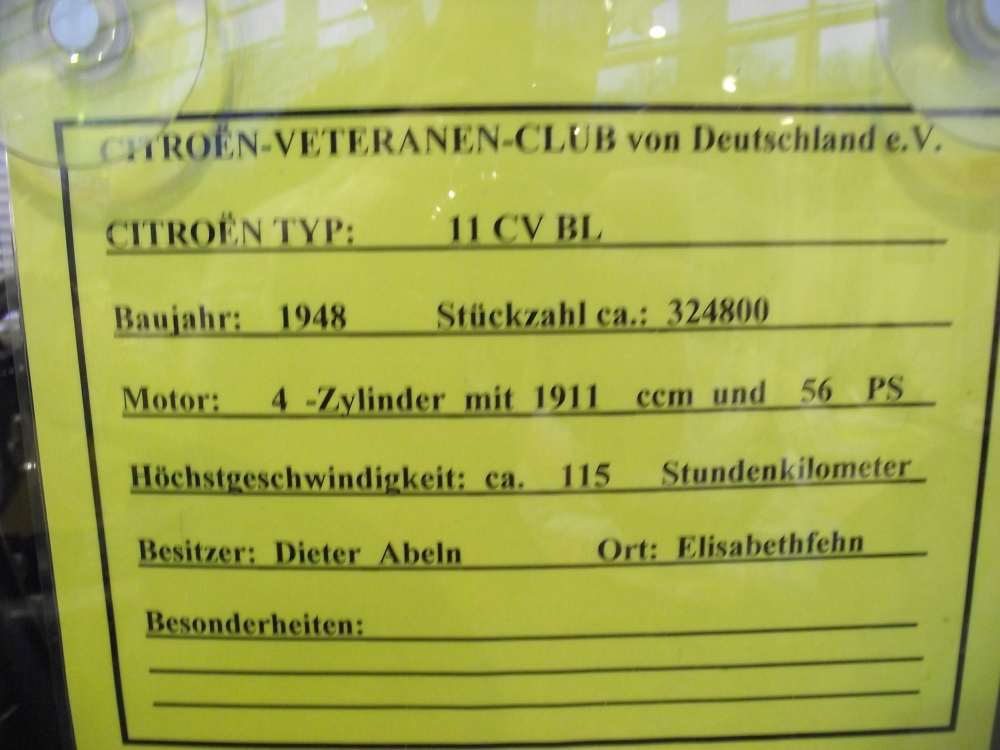 CITROËN-VETERANEN-CLUB von Deutschland e.V.
CITROËN TYP: 11 CV BL
Baujahr: 1948 Stückzahl ca.: 324800
Motor: 4 -Zylinder mit 1911 ccm und 56 PS
Höchstgeschwindigkeit: ca. 115 Stundenkilometer
Besitzer: Dieter Abeln Ort: Elisabethfehn
Besonderheiten: